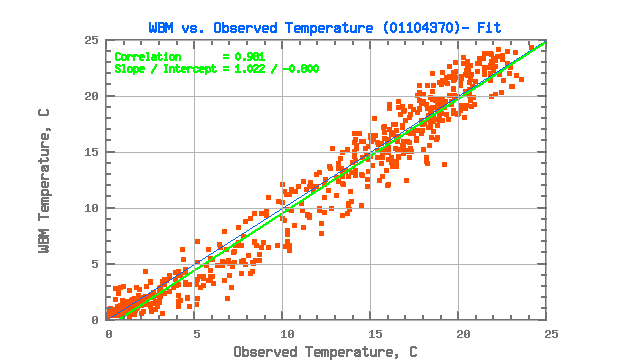 WBM vs. Observed Temperature (01104370)- Fit
Correlation = 0.981
Slope / Intercept = 1.022 / -0.800
WBM Temperature, C
25
20
15
10
5
0
0 5 10 15 20 25
Observed Temperature, C